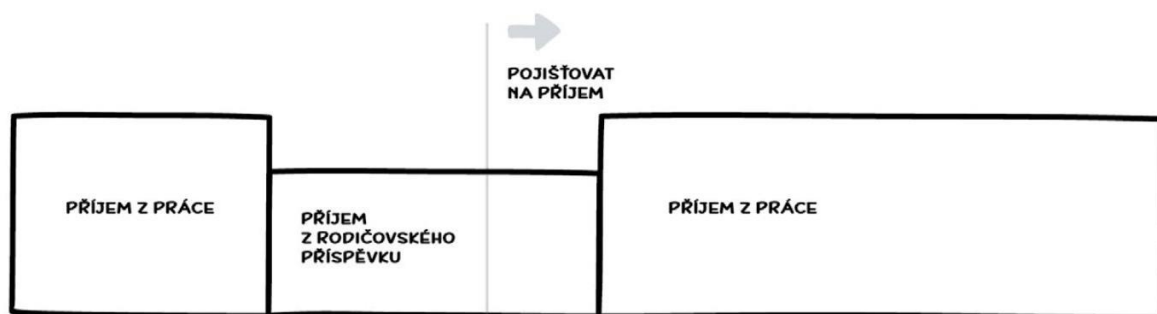 POJIŠŤOVAT
NA PŘÍJEM
PŘÍJEM Z PRÁCE
PŘÍJEM
Z RODIČOVSKÉHO
PŘÍSPĚVKU
PŘÍJEM Z PRÁCE